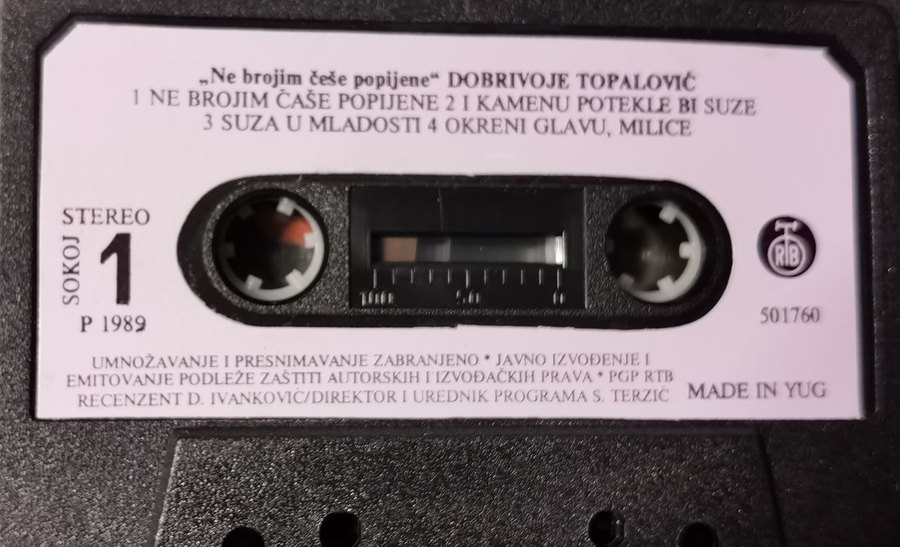 „Ne brojim češe popijene“ DOBRIVOJE TOPALOVIĆ
1 NE BROJIM ČAŠE POPIJENE 2 I KAMENU POTEKLE BI SUZE
3 SUZA U MLADOSTI 4 OKRENI GLAVU, MILICE
STEREO
SOKOJ
1
P 1989
100 50 0
RTB
501760
UMNOŽAVANJE I PRESNIMAVANJE ZABRANJENO * JAVNO IZVOĐENJE I
EMITOVANJE PODLEŽE ZAŠTITI AUTORSKIH I IZVOĐAČKIH PRAVA * PGP RTB
RECENZENT D. IVANKOVIĆ/DIREKTOR I UREDNIK PROGRAMA S. TERZIĆ
MADE IN YUG